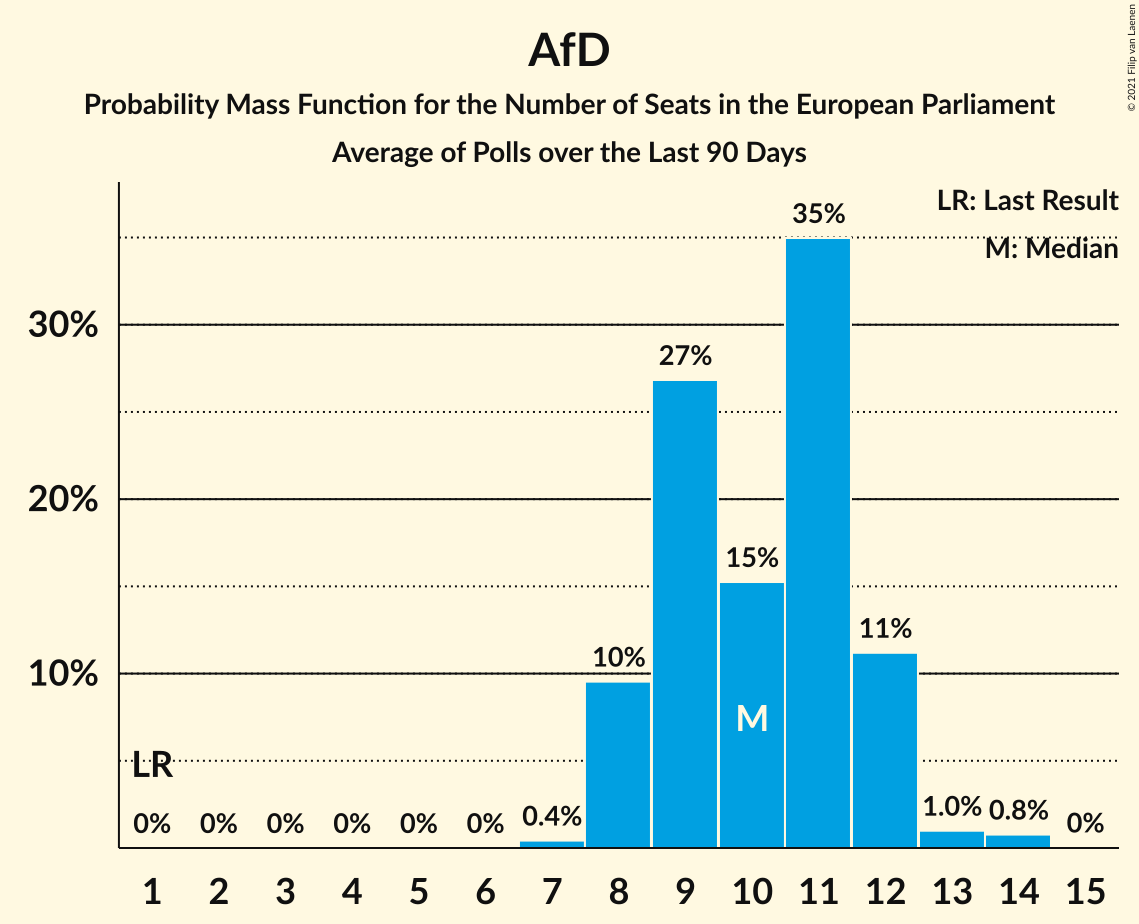 © 2021 Filip van Laenen
AfD
Probability Mass Function for the Number of Seats in the European Parliament
Average of Polls over the Last 90 Days
LR: Last Result
M: Median
30%
20%
10%
LR
M
0% 0% 0% 0% 0% 0% 0.4% 10% 27% 15% 35% 11% 1.0% 0.8% 0%
1 2 3 4 5 6 7 8 9 10 11 12 13 14 15